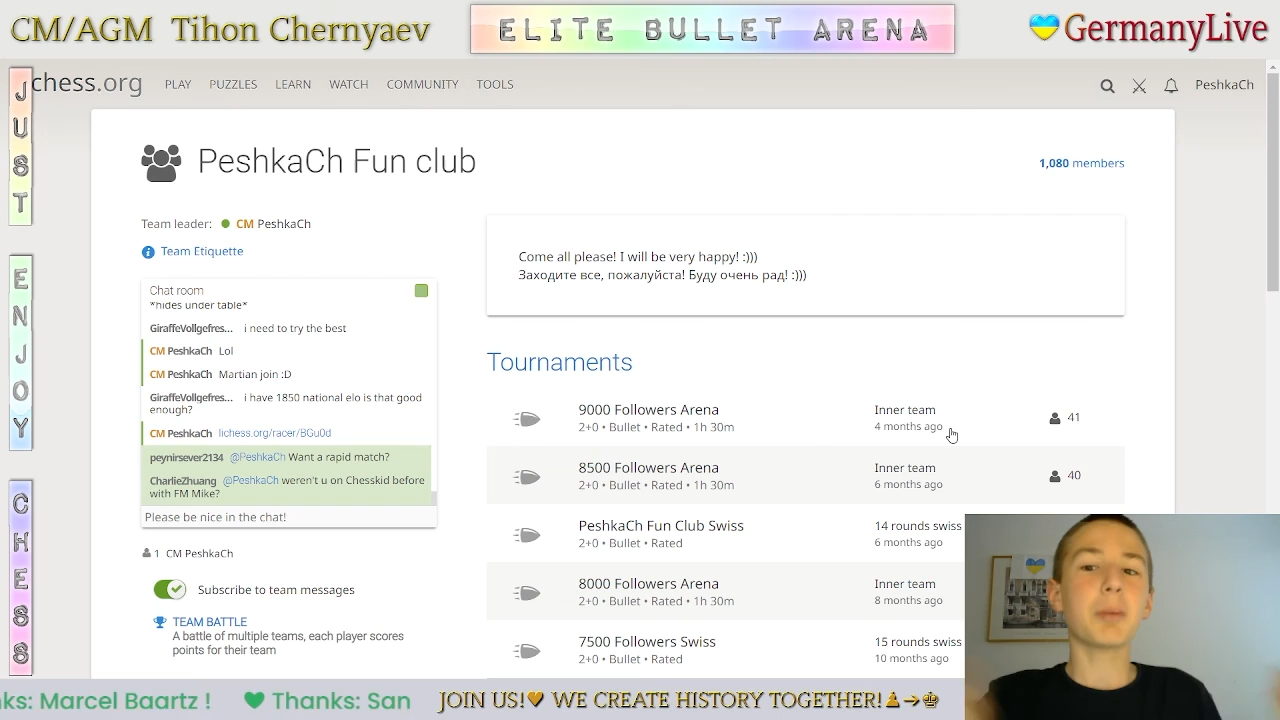 CM/AGM Tihon Chernyaev
ELITE BULLET ARENA
GermanyLive
chess.org
PLAY PUZZLES LEARN WATCH COMMUNITY TOOLS
PeshkaCh
JUST
ENJOY
CHESS
PeshkaCh Fun club
1,080 members
Team leader: CM PeshkaCh
Team Etiquette
Chat room
*hides under table*
GiraffeVollgefres... i need to try the best
CM PeshkaCh Lol
CM PeshkaCh Martian join :D
GiraffeVollgefres... i have 1850 national elo is that good
enough?
CM PeshkaCh lichess.org/racer/BGu0d
peynirsever2134 @PeshkaCh Want a rapid match?
CharlieZhuang @PeshkaCh weren't u on Chesskid before
with FM Mike?
Please be nice in the chat!
1 CM PeshkaCh
Subscribe to team messages
TEAM BATTLE
A battle of multiple teams, each player scores
points for their team
Come all please! I will be very happy! :)))
Заходите все, пожалуйста! Буду очень рад! :)))
Tournaments
9000 Followers Arena Inner team
2+0 • Bullet • Rated • 1h 30m 4 months ago 41
8500 Followers Arena Inner team
2+0 • Bullet • Rated • 1h 30m 6 months ago 40
PeshkaCh Fun Club Swiss 14 rounds swiss
2+0 • Bullet • Rated 6 months ago
8000 Followers Arena Inner team
2+0 • Bullet • Rated • 1h 30m 8 months ago
7500 Followers Swiss 15 rounds swiss
2+0 • Bullet • Rated 10 months ago
ks: Marcel Baartz ! Thanks: San
JOIN US! WE CREATE HISTORY TOGETHER!